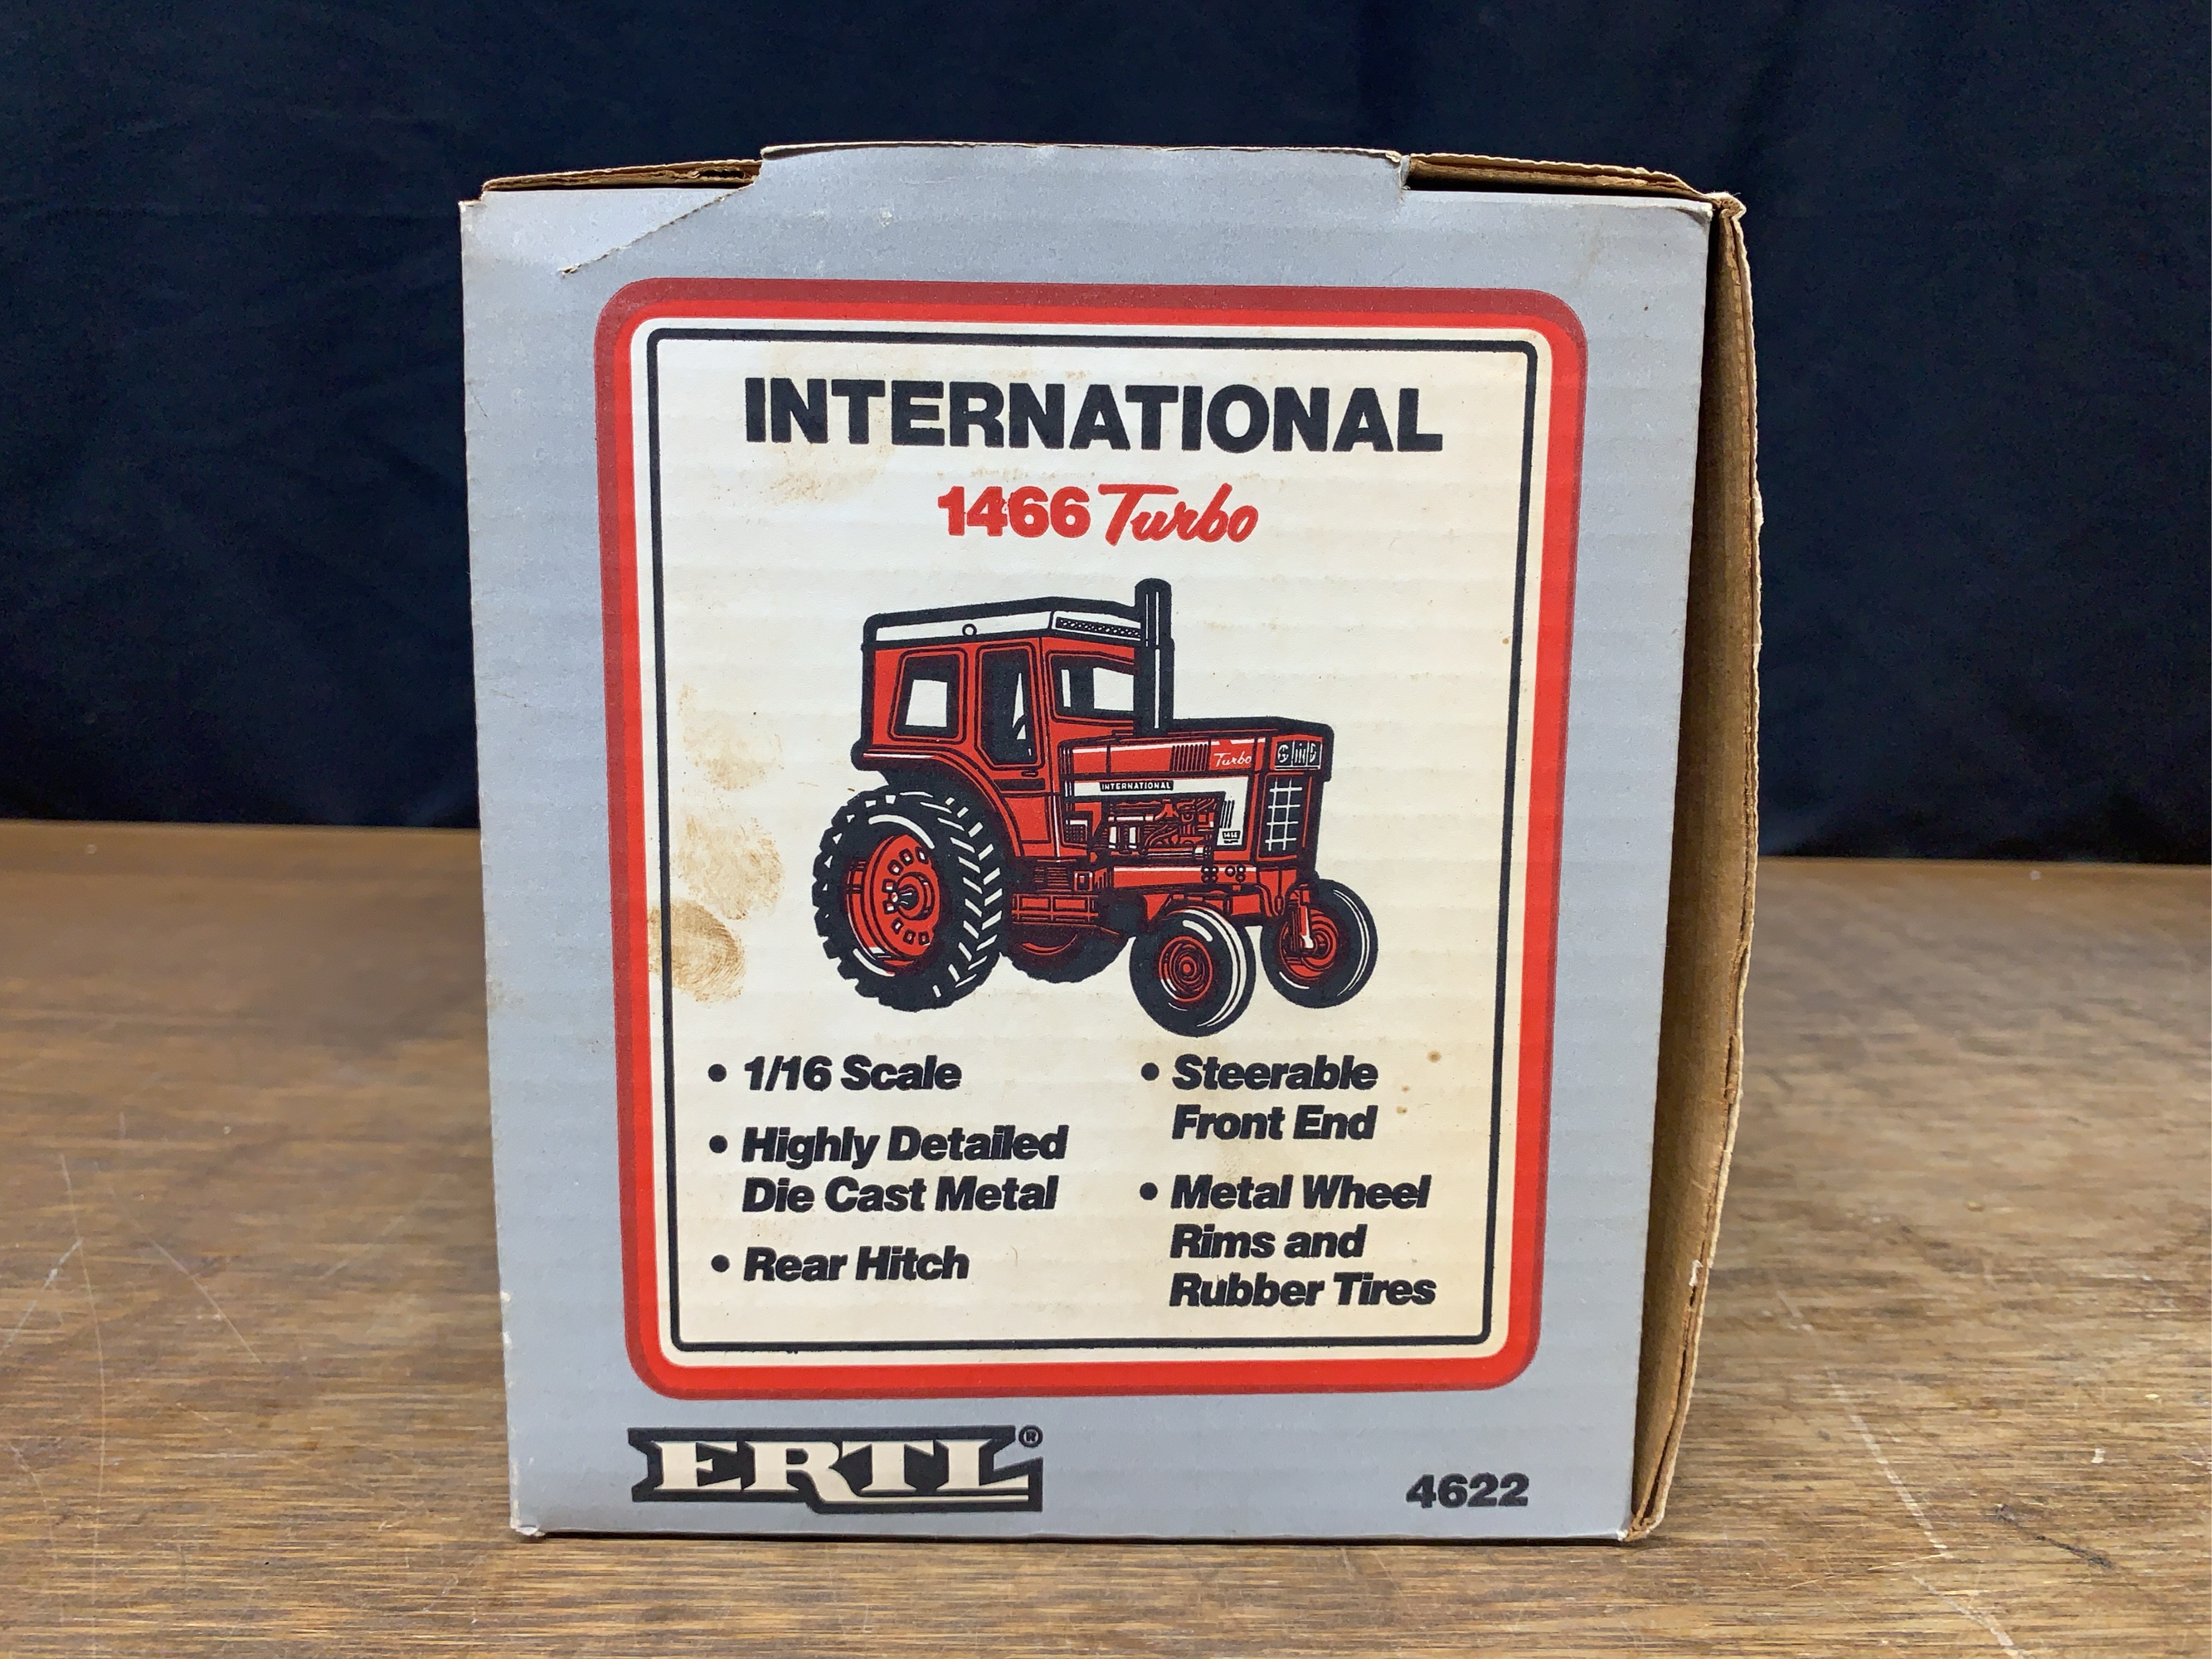 INTERNATIONAL
1466 Turbo
Turbo
INTERNATIONAL
• 1/16 Scale
• Highly Detailed
Die Cast Metal
• Rear Hitch
• Steerable
Front End
• Metal Wheel
Rims and
Rubber Tires
ERTL®
4622